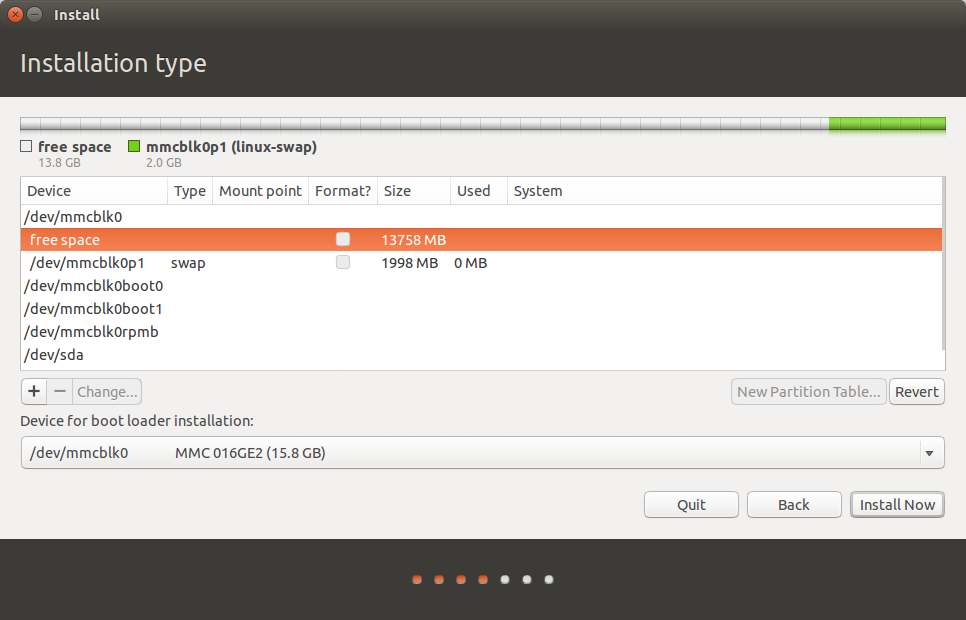 Install
Installation type
free space mmcblk0p1 (linux-swap)
13.8 GB 2.0 GB
Device Type Mount point Format? Size Used System
/dev/mmcblk0
free space 13758 MB
/dev/mmcblk0p1 swap 1998 MB 0 MB
/dev/mmcblk0boot0
/dev/mmcblk0boot1
/dev/mmcblk0rpmb
/dev/sda
+ − Change... New Partition Table... Revert
Device for boot loader installation:
/dev/mmcblk0 MMC 016GE2 (15.8 GB)
Quit Back Install Now